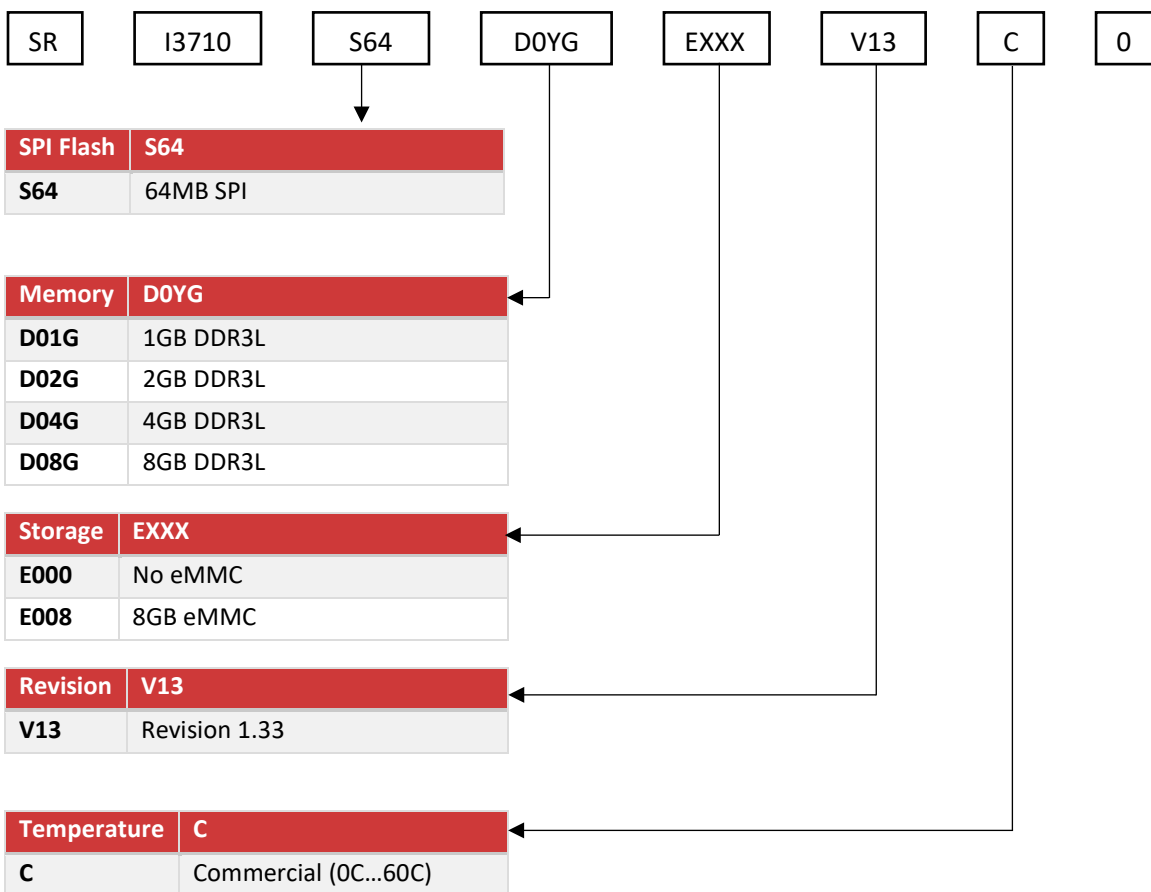 SR I3710 S64 D0YG EXXX V13 C 0
SPI Flash S64
S64 64MB SPI
Memory D0YG
D01G 1GB DDR3L
D02G 2GB DDR3L
D04G 4GB DDR3L
D08G 8GB DDR3L
Storage EXXX
E000 No eMMC
E008 8GB eMMC
Revision V13
V13 Revision 1.33
Temperature C
C Commercial (0C...60C)